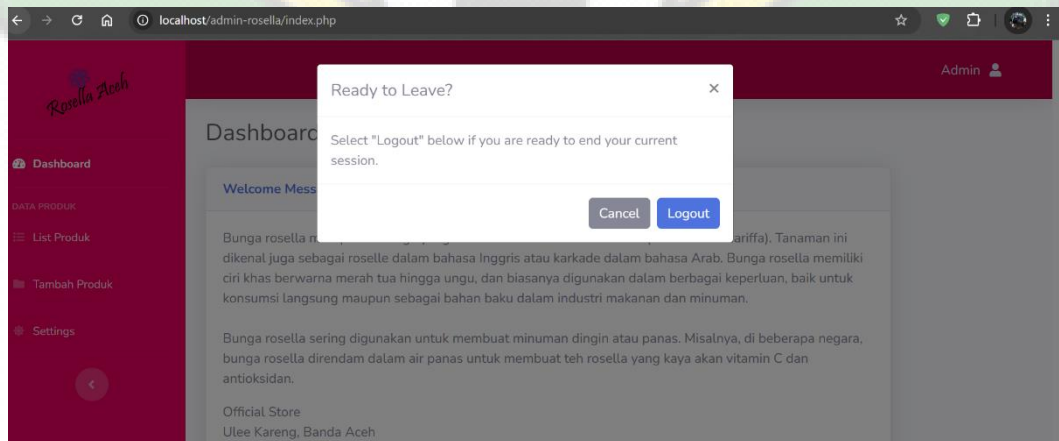 localhost/admin-rosella/index.php
Rosella Aceh
Admin
Ready to Leave?
Dashboard
Select "Logout" below if you are ready to end your current
session.
Dashboard
Welcome Mess
Cancel Logout
DATA PRODUK
List Produk
Tambah Produk
Settings
Bunga rosella ariffa). Tanaman ini
dikenal juga sebagai roselle dalam bahasa Inggris atau karkade dalam bahasa Arab. Bunga rosella memiliki
ciri khas berwarna merah tua hingga ungu, dan biasanya digunakan dalam berbagai keperluan, baik untuk
konsumsi langsung maupun sebagai bahan baku dalam industri makanan dan minuman.
Bunga rosella sering digunakan untuk membuat minuman dingin atau panas. Misalnya, di beberapa negara,
bunga rosella direndam dalam air panas untuk membuat teh rosella yang kaya akan vitamin C dan
antioksidan.
Official Store
Ulee Kareng, Banda Aceh